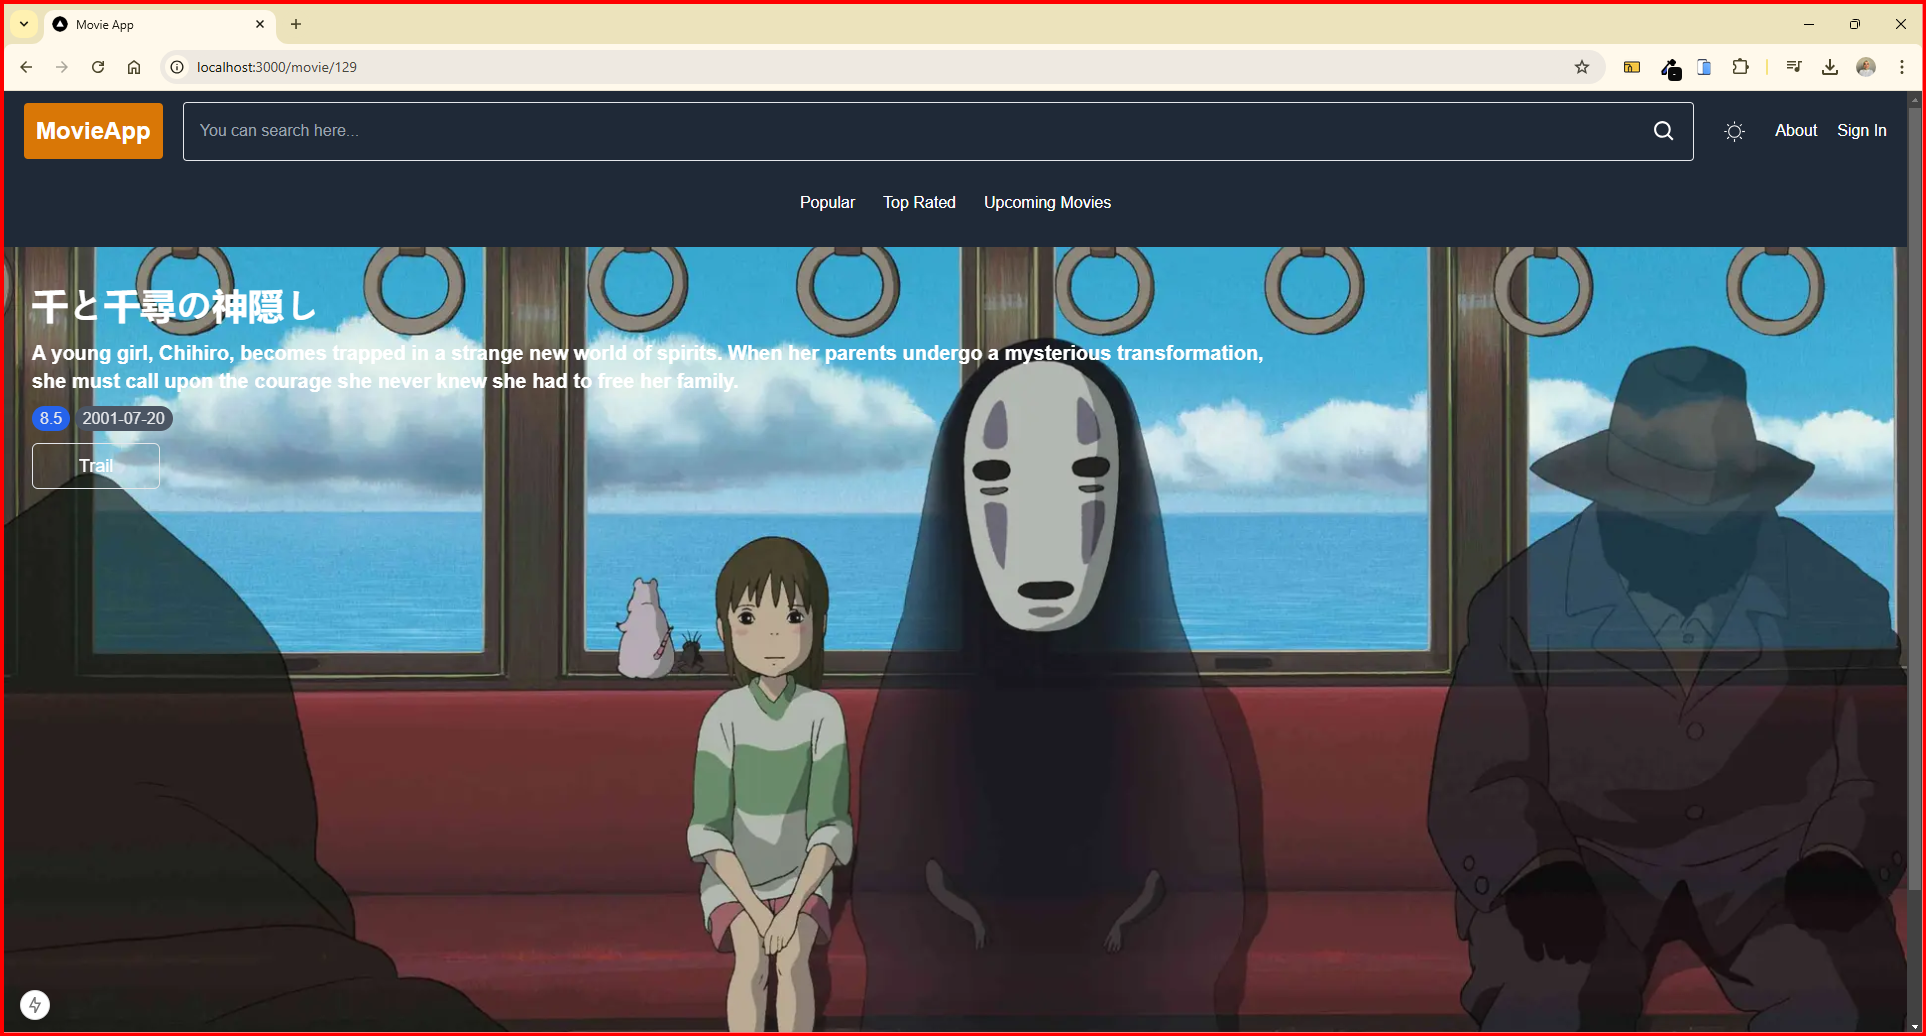 Movie App
localhost:3000/movie/129
MovieApp
You can search here...
About
Sign In
Popular
Top Rated
Upcoming Movies
千と千尋の神隠し
A young girl, Chihiro, becomes trapped in a strange new world of spirits. When her parents undergo a mysterious transformation,
she must call upon the courage she never knew she had to free her family.
8.5
2001-07-20
Trail